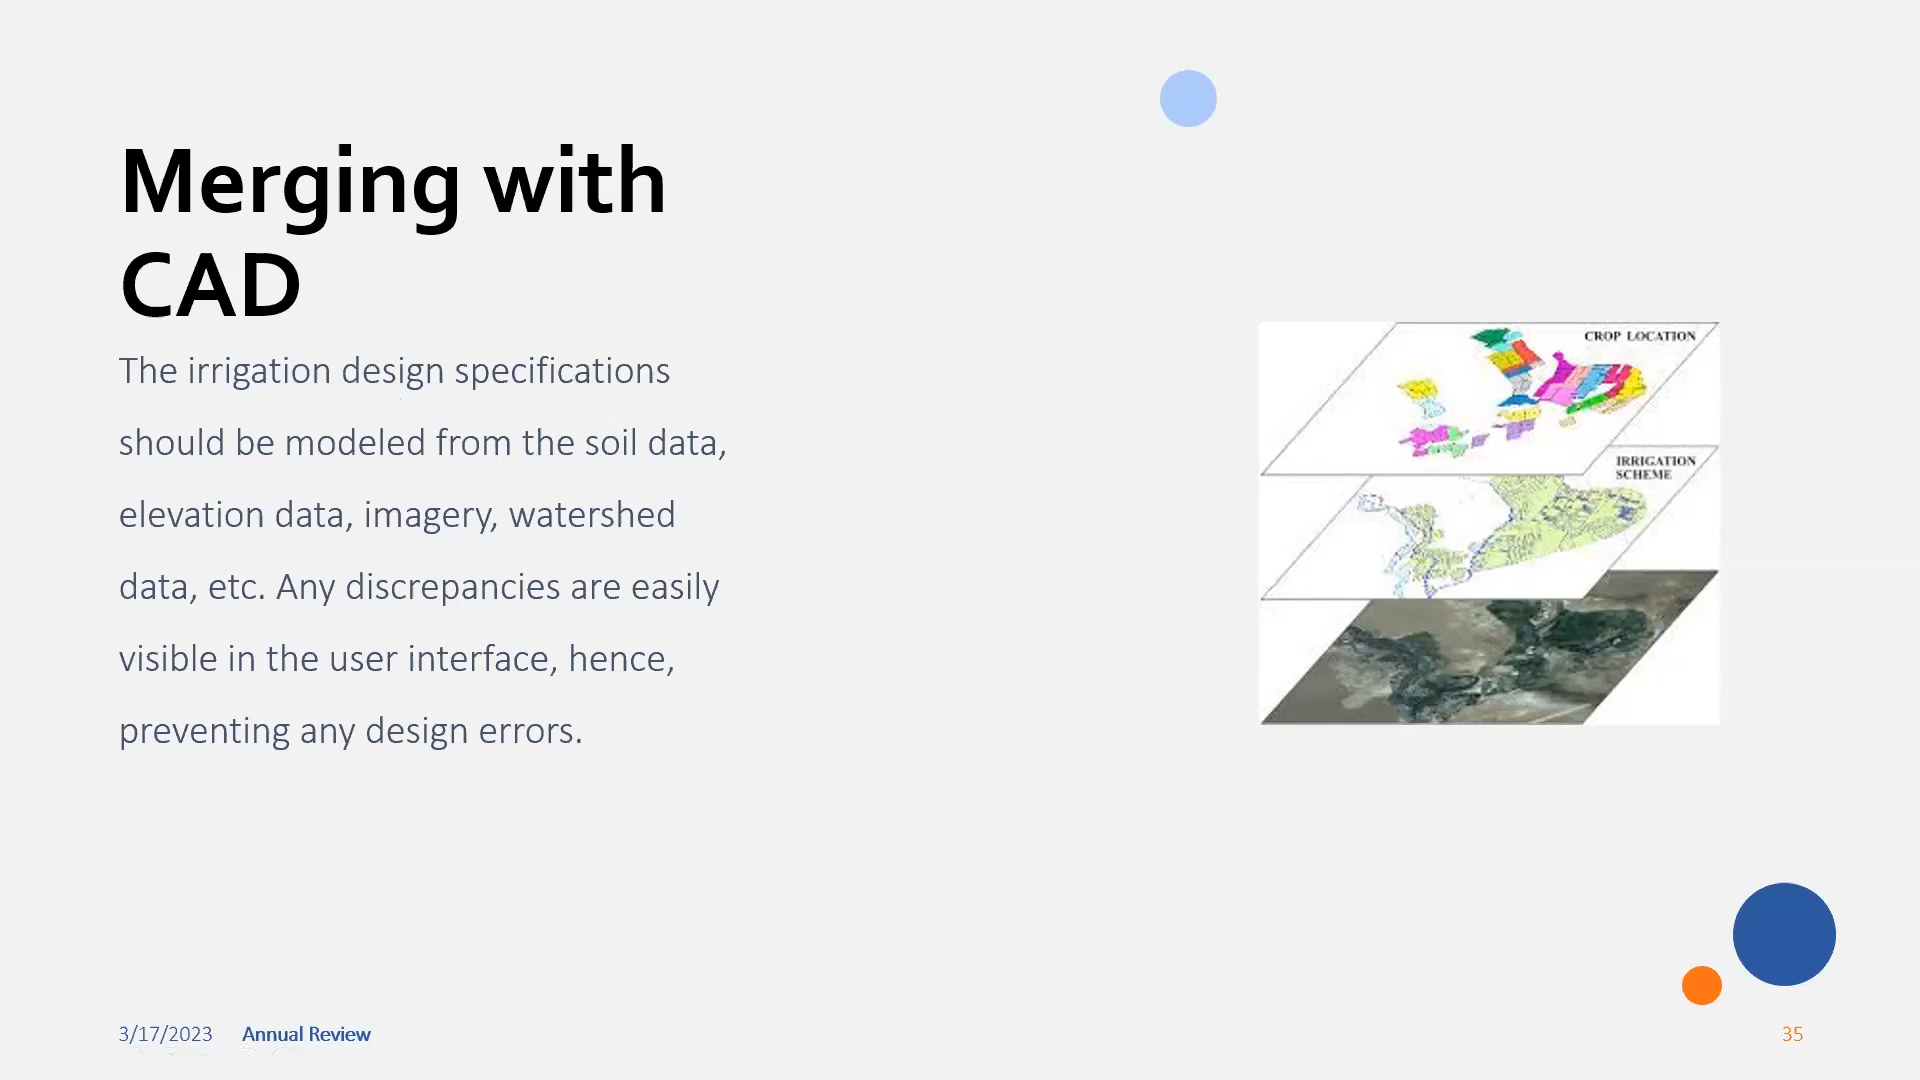 Merging with
CAD
The irrigation design specifications
should be modeled from the soil data,
elevation data, imagery, watershed
data, etc. Any discrepancies are easily
visible in the user interface, hence,
preventing any design errors.
CROP LOCATION
IRRIGATION
SCHEME
3/17/2023 Annual Review
35